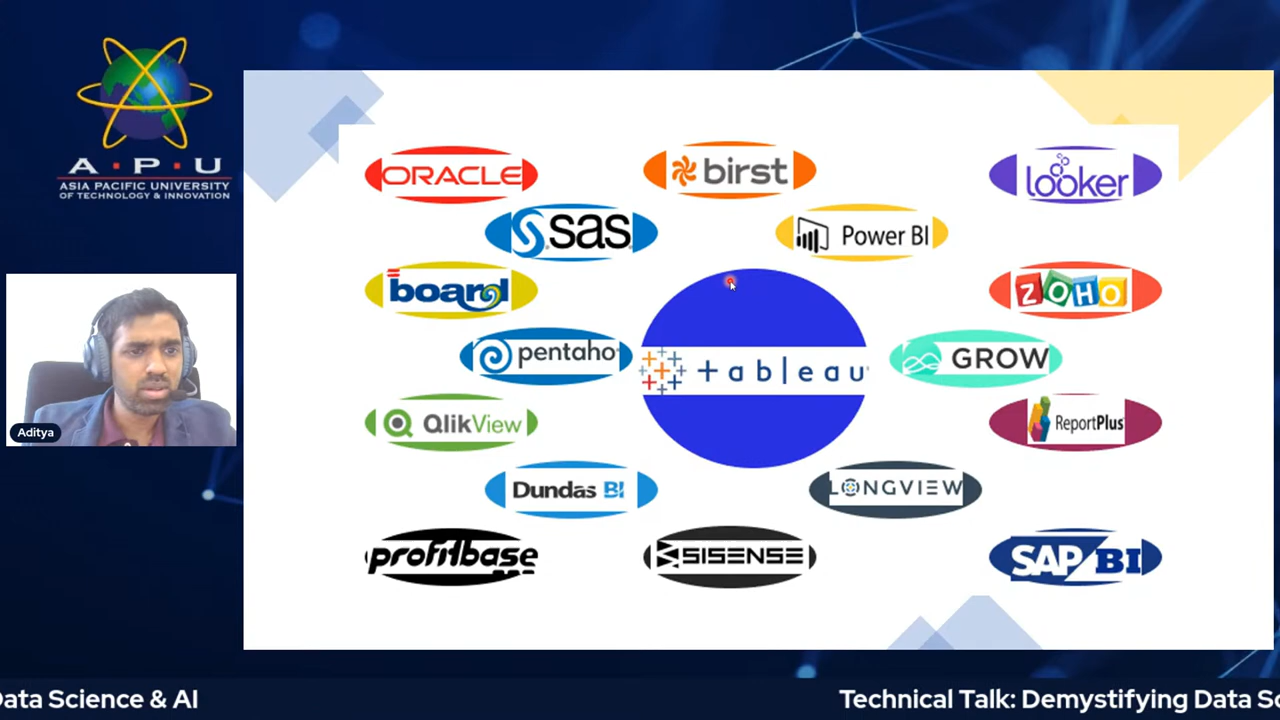 A·P·U
ASIA PACIFIC UNIVERSITY
OF TECHNOLOGY & INNOVATION
Aditya
ORACLE
birst
looker
sas
Power BI
board
ZOHO
pentaho
tableau
GROW
QlikView
ReportPlus
Dundas BI
LONGVIEW
profitbase
SISENSE
SAP BI
Data Science & AI
Technical Talk: Demystifying Data Sc